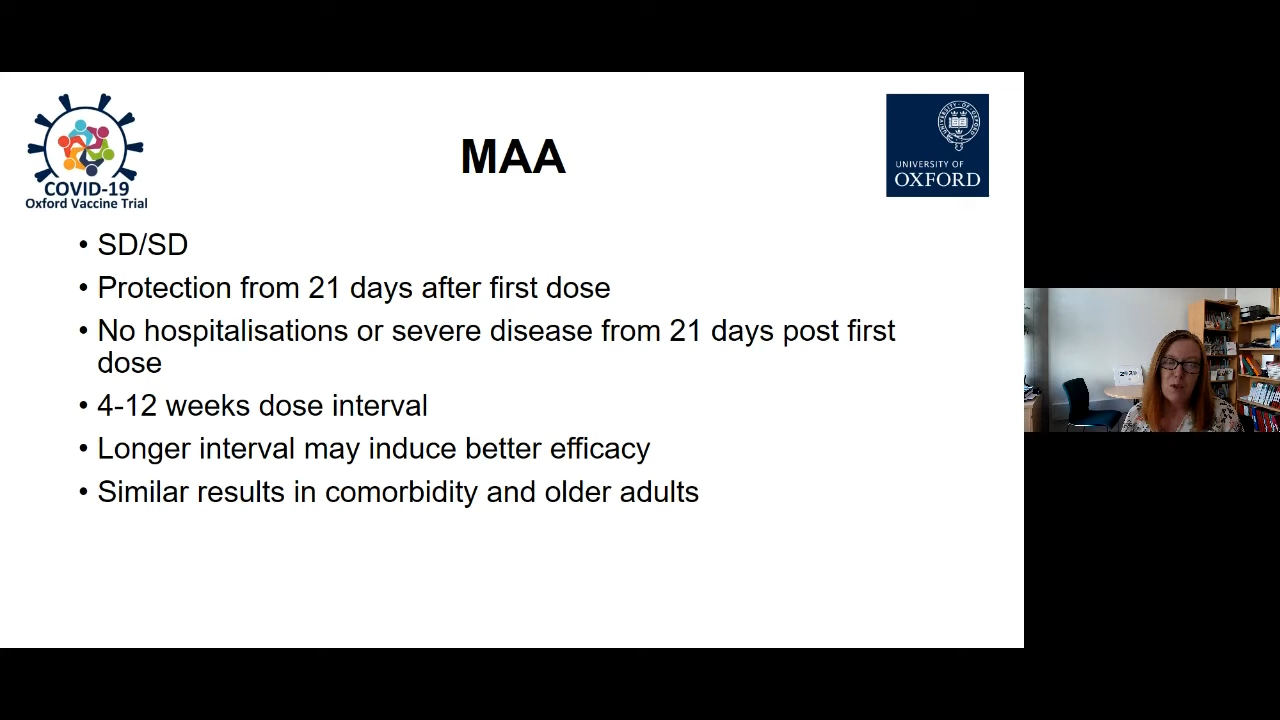 COVID-19
Oxford Vaccine Trial
MAA
UNIVERSITY OF
OXFORD
• SD/SD
• Protection from 21 days after first dose
• No hospitalisations or severe disease from 21 days post first
dose
• 4-12 weeks dose interval
• Longer interval may induce better efficacy
• Similar results in comorbidity and older adults